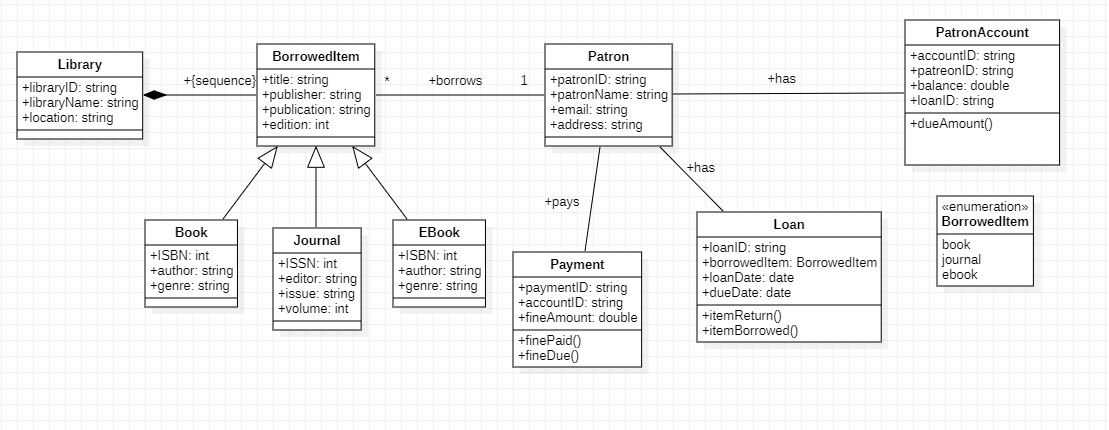 Library
+libraryID: string
+libraryName: string
+location: string
+{sequence}
BorrowedItem
+title: string
+publisher: string
+publication: string
+edition: int
*
+borrows
1
Patron
+patronID: string
+patronName: string
+email: string
+address: string
+has
PatronAccount
+accountID: string
+patreonID: string
+balance: double
+loanID: string
+dueAmount()
Book
+ISBN: int
+author: string
+genre: string
Journal
+ISSN: int
+editor: string
+issue: string
+volume: int
EBook
+ISBN: int
+author: string
+genre: string
+pays
+has
Payment
+paymentID: string
+accountID: string
+fineAmount: double
+finePaid()
+fineDue()
Loan
+loanID: string
+borrowedItem: BorrowedItem
+loanDate: date
+dueDate: date
+itemReturn()
+itemBorrowed()
«enumeration»
BorrowedItem
book
journal
ebook